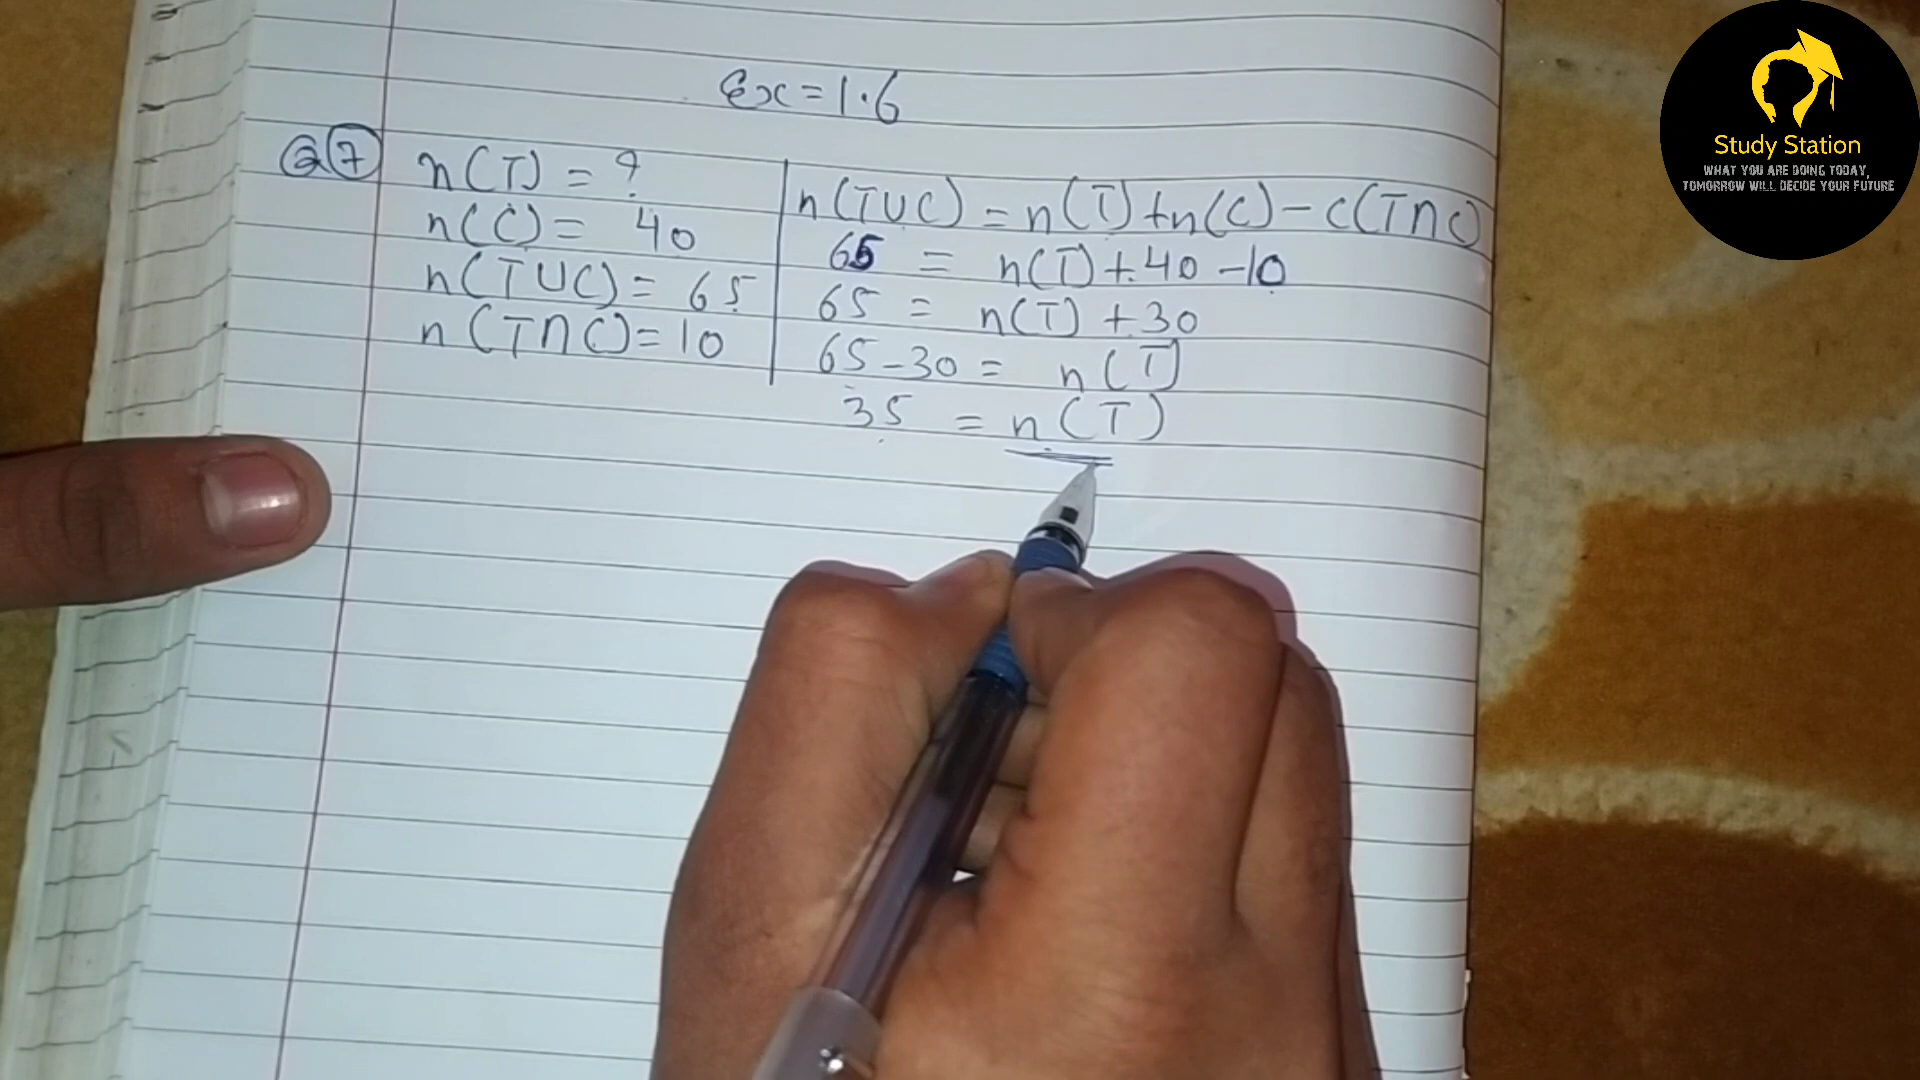 Ex = 1.6
Q7 n(T) = ?
n(C) = 40
n(TUC) = 65
n(T∩C) = 10
n(TUC) = n(T) + n(C) - c(T∩C)
65 = n(T) + 40 - 10
65 = n(T) + 30
65 - 30 = n(T)
35 = n(T)
Study Station
WHAT YOU ARE DOING TODAY,
TOMORROW WILL DECIDE YOUR FUTURE